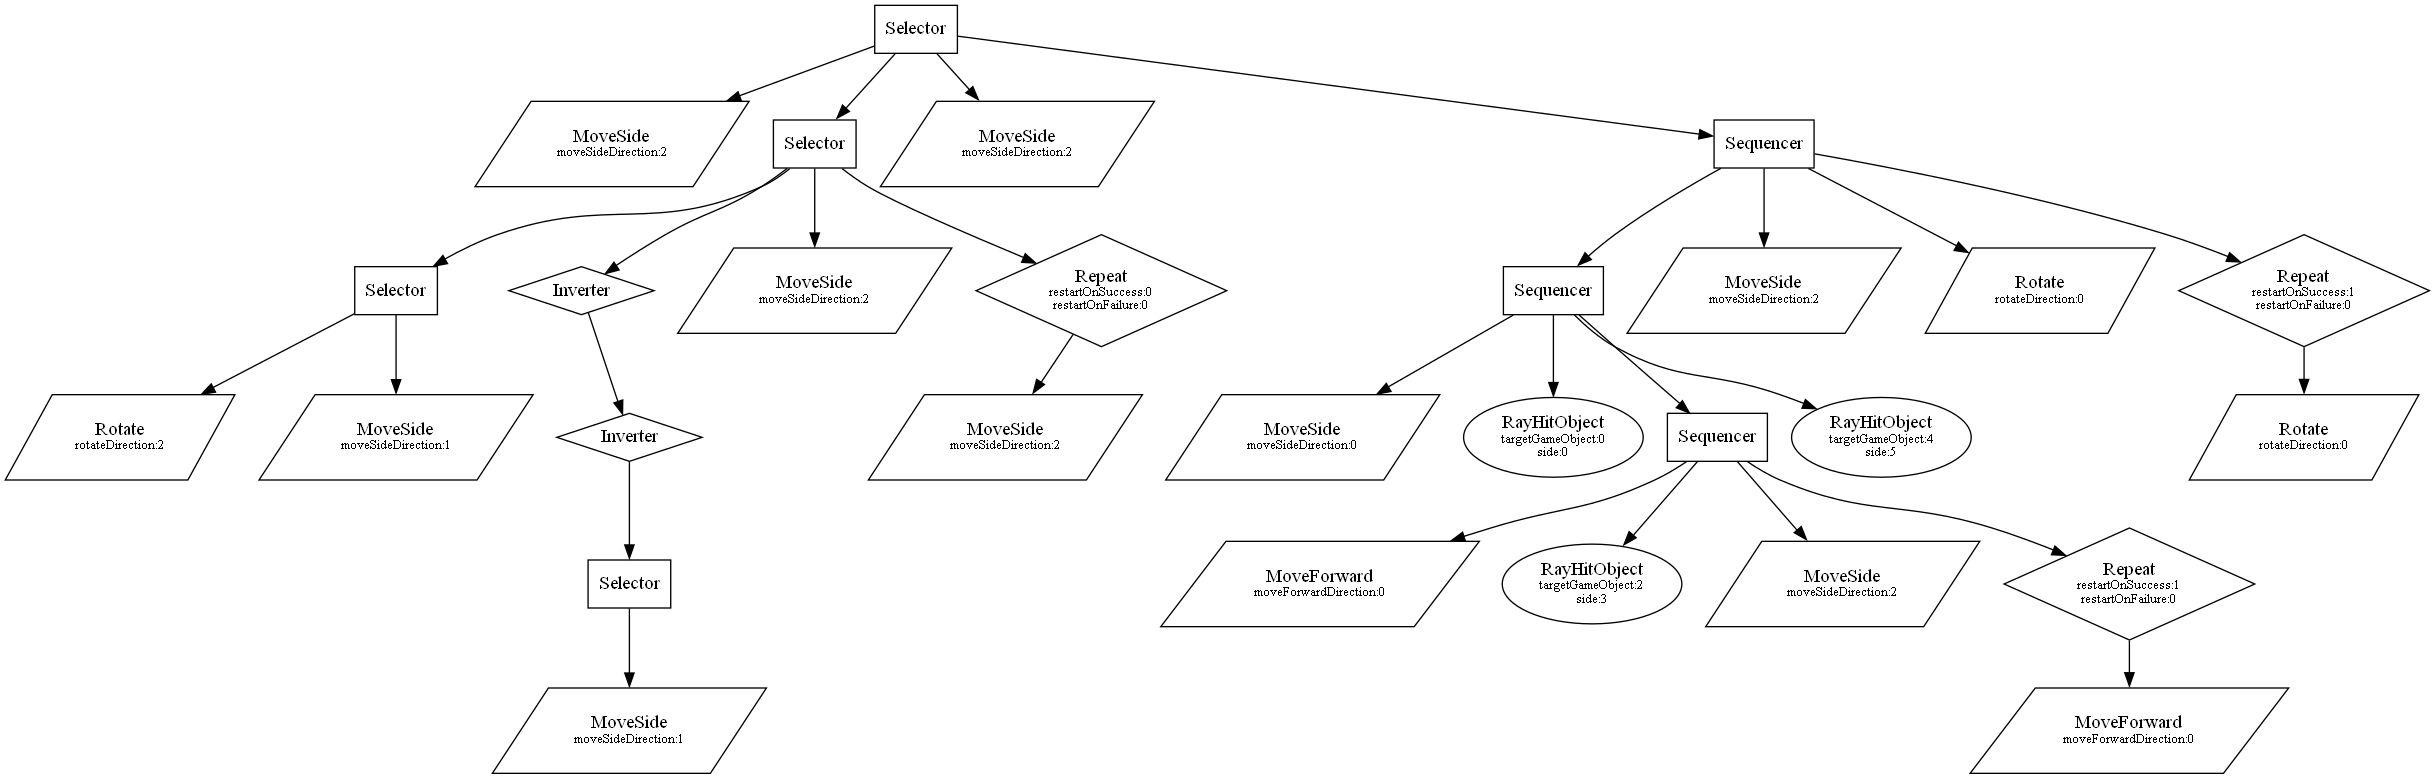 Selector
MoveSide
moveSideDirection:2
Selector
MoveSide
moveSideDirection:2
Sequencer
Selector
Inverter
MoveSide
moveSideDirection:2
Repeat
restartOnSuccess:0
restartOnFailure:0
Sequencer
MoveSide
moveSideDirection:2
Rotate
rotateDirection:0
Repeat
restartOnSuccess:1
restartOnFailure:0
Rotate
rotateDirection:2
MoveSide
moveSideDirection:1
Inverter
MoveSide
moveSideDirection:2
MoveSide
moveSideDirection:0
RayHitObject
targetGameObject:0
side:0
Sequencer
RayHitObject
targetGameObject:4
side:5
Rotate
rotateDirection:0
Selector
MoveForward
moveForwardDirection:0
RayHitObject
targetGameObject:2
side:3
MoveSide
moveSideDirection:2
Repeat
restartOnSuccess:1
restartOnFailure:0
MoveSide
moveSideDirection:1
MoveForward
moveForwardDirection:0